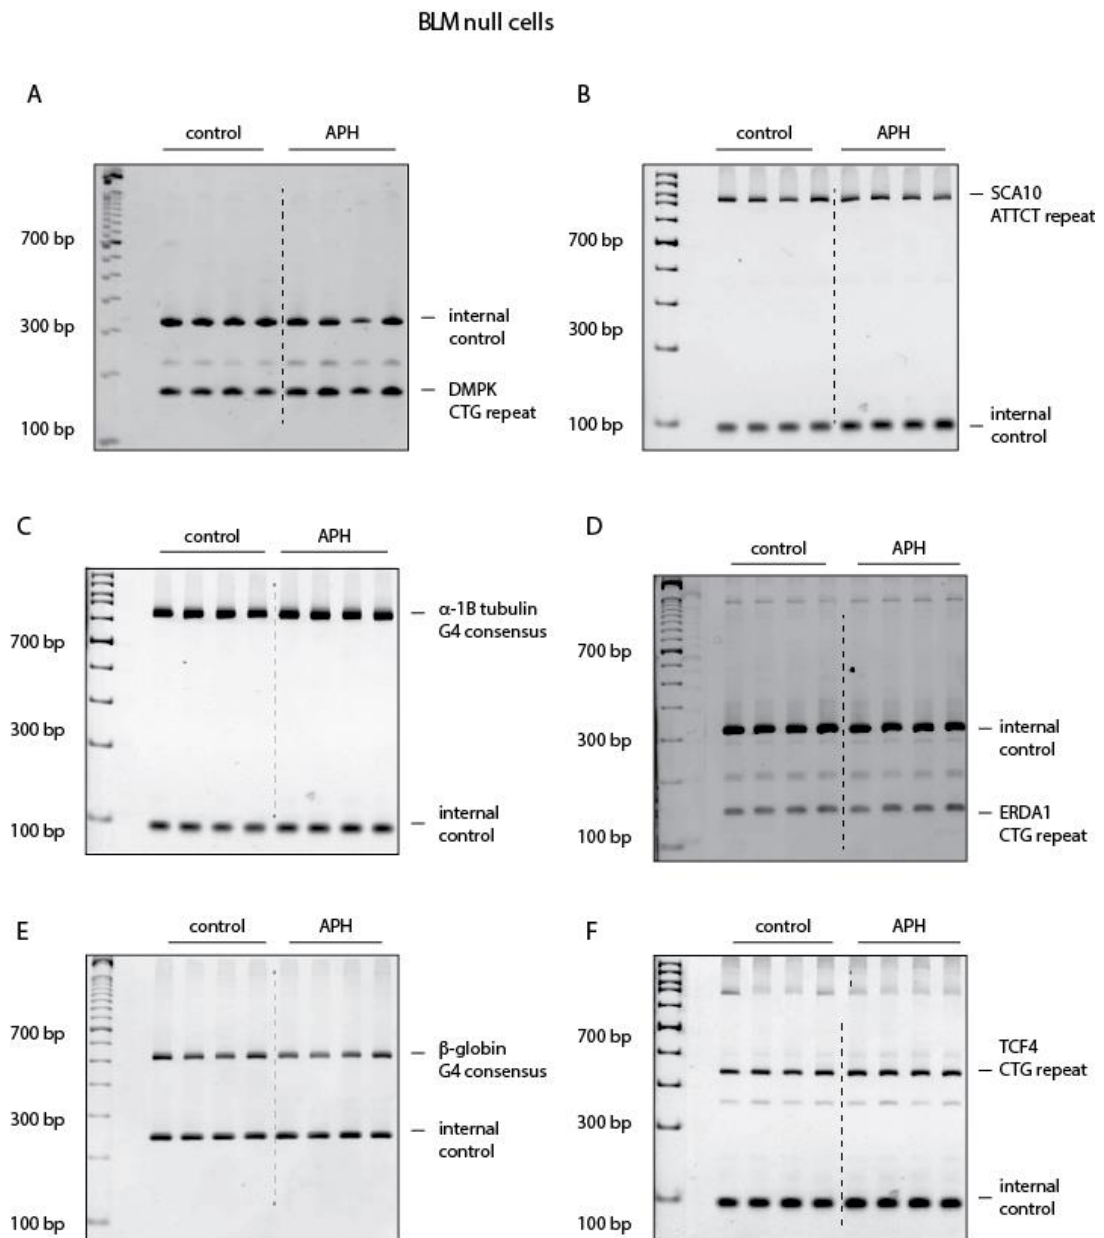 BLM null cells
A
control
APH
700 bp
300 bp
100 bp
internal
control
DMPK
CTG repeat
B
control
APH
700 bp
300 bp
100 bp
SCA10
ATTCT repeat
internal
control
C
control
APH
700 bp
300 bp
100 bp
α-1B tubulin
G4 consensus
internal
control
D
control
APH
700 bp
300 bp
100 bp
internal
control
ERDA1
CTG repeat
E
control
APH
700 bp
300 bp
100 bp
β-globin
G4 consensus
internal
control
F
control
APH
700 bp
300 bp
100 bp
TCF4
CTG repeat
internal
control